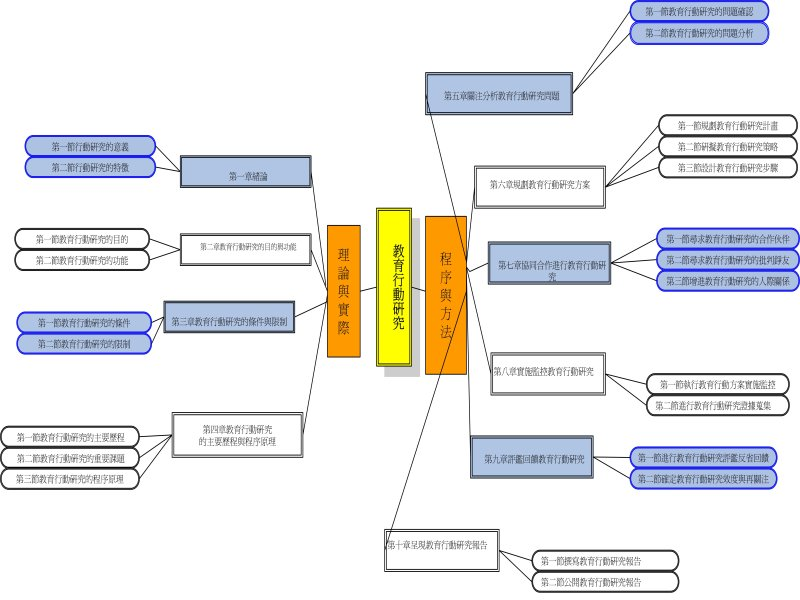 教育行動研究
理論與實際
第一章緒論
第一節行動研究的意義
第二節行動研究的特徵
第二章教育行動研究的目的與功能
第一節教育行動研究的目的
第二節教育行動研究的功能
第三章教育行動研究的條件與限制
第一節教育行動研究的條件
第二節教育行動研究的限制
第四章教育行動研究
的主要歷程與程序原理
第一節教育行動研究的主要歷程
第二節教育行動研究的重要課題
第三節教育行動研究的程序原理
程序與方法
第五章關注分析教育行動研究問題
第一節教育行動研究的問題確認
第二節教育行動研究的問題分析
第六章規劃教育行動研究方案
第一節規劃教育行動研究計畫
第二節研擬教育行動研究策略
第三節設計教育行動研究步驟
第七章協同合作進行教育行動研
究
第一節尋求教育行動研究的合作伙伴
第二節尋求教育行動研究的批判諍友
第三節增進教育行動研究的人際關係
第八章實施監控教育行動研究
第一節執行教育行動方案實施監控
第二節進行教育行動研究證據蒐集
第九章評鑑回饋教育行動研究
第一節進行教育行動研究評鑑反省回饋
第二節確定教育行動研究效度與再關注
第十章呈現教育行動研究報告
第一節撰寫教育行動研究報告
第二節公開教育行動研究報告